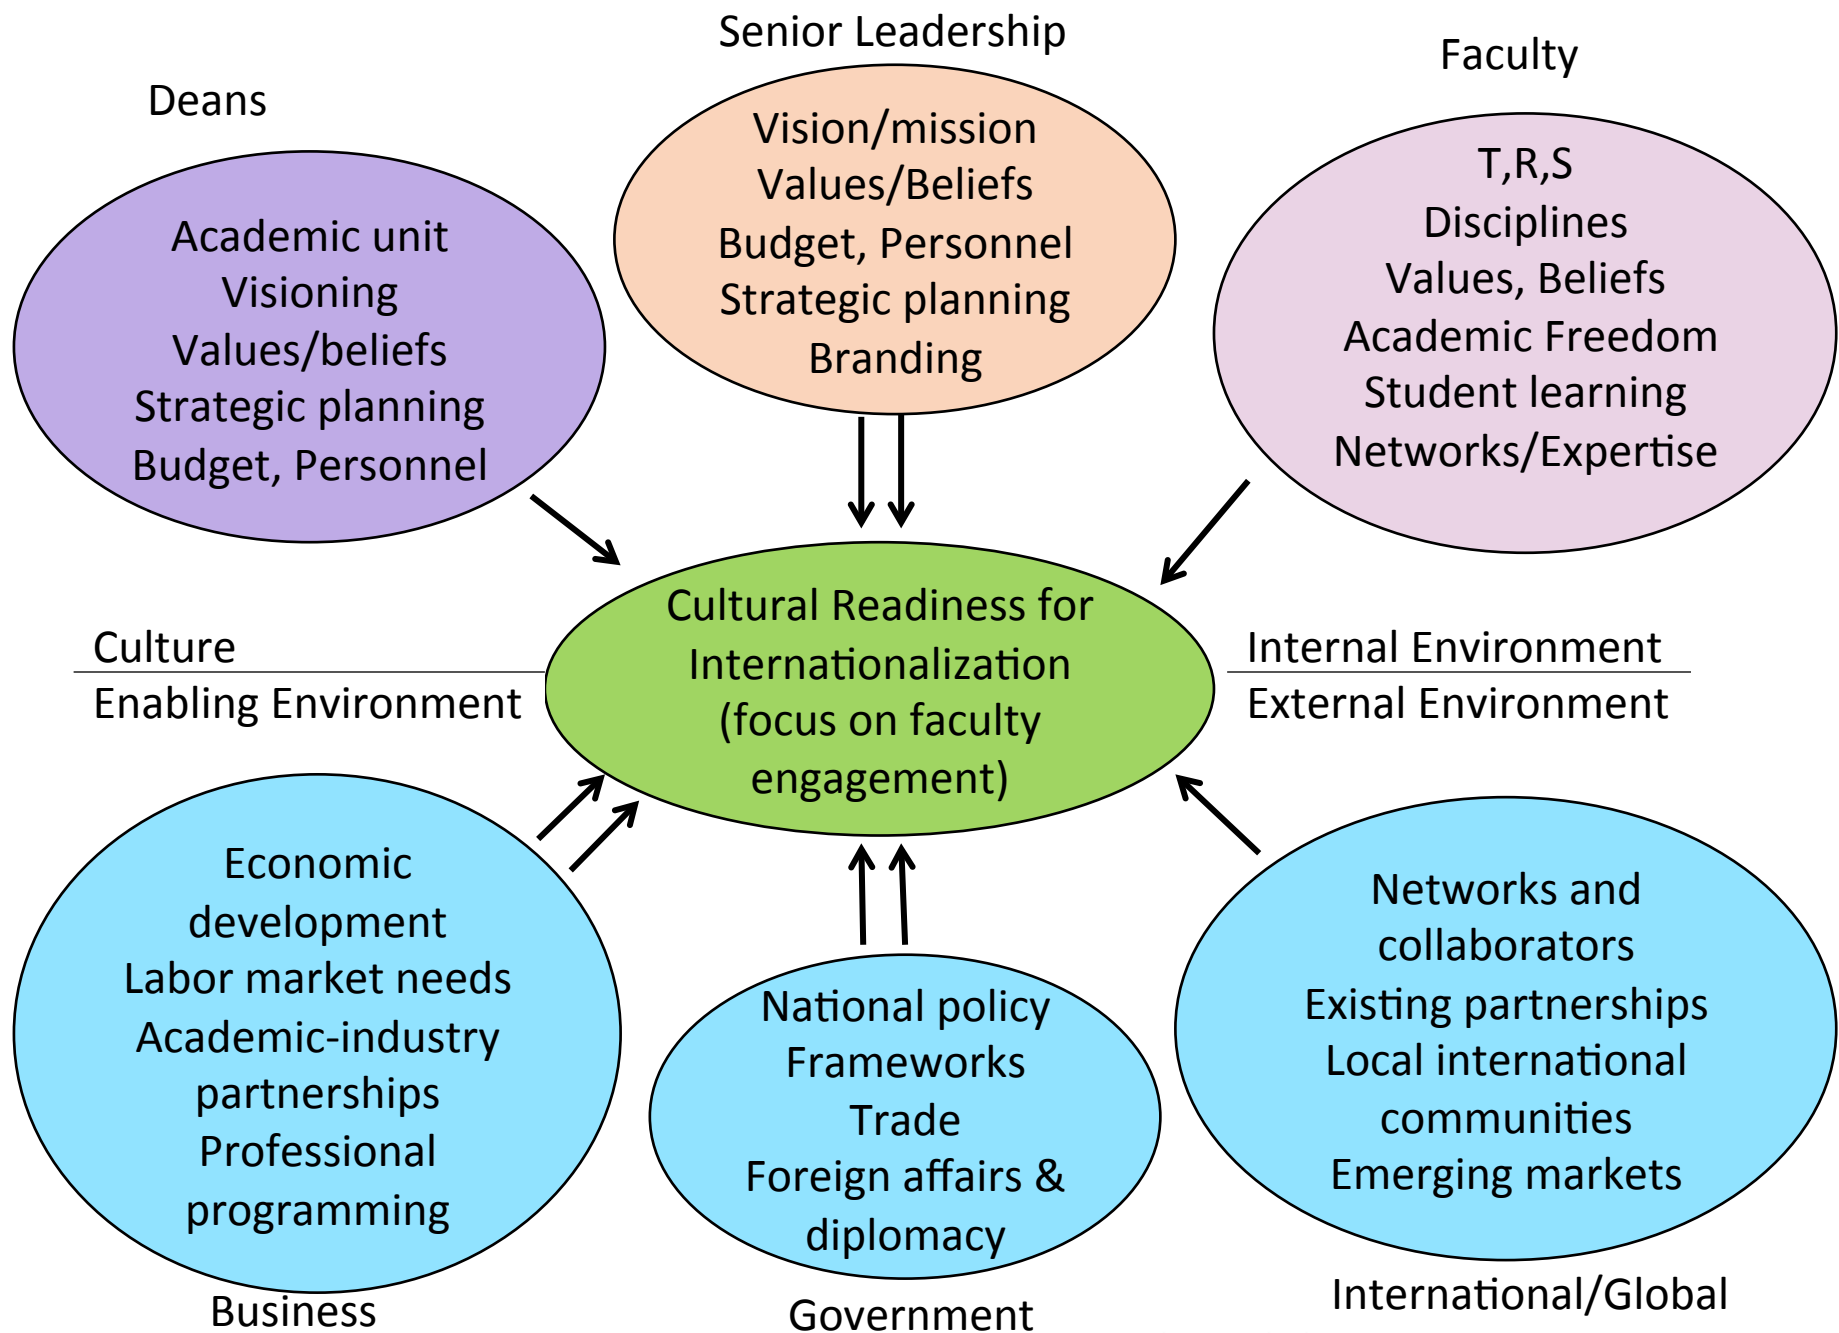 Senior Leadership
Faculty
Deans
Vision/mission
Values/Beliefs
Budget, Personnel
Strategic planning
Branding
T,R,S
Disciplines
Values, Beliefs
Academic Freedom
Student learning
Networks/Expertise
Academic unit
Visioning
Values/beliefs
Strategic planning
Budget, Personnel
Cultural Readiness for
Internationalization
(focus on faculty
engagement)
Culture
Enabling Environment
Internal Environment
External Environment
Economic
development
Labor market needs
Academic-industry
partnerships
Professional
programming
National policy
Frameworks
Trade
Foreign affairs &
diplomacy
Networks and
collaborators
Existing partnerships
Local international
communities
Emerging markets
Business
Government
International/Global